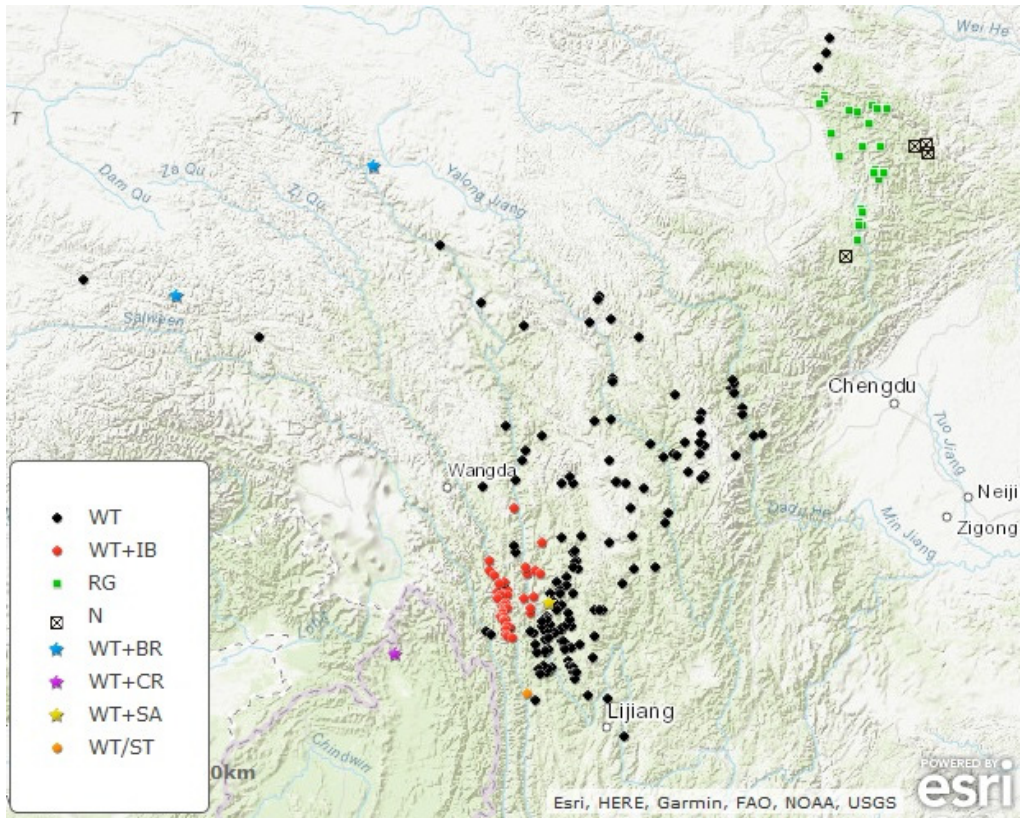 Wei He
T
Dam Qu
Za Qu
Zi Qu
Yalong Jiang
Salween
Chengdu
Tuo Jiang
Wangda
Neiji
Dadu He
Min Jiang
Zigong
WT
WT+IB
RG
N
WT+BR
WT+CR
WT+SA
WT/ST
Lohit
Lijiang
Chindwin
0km
Esri, HERE, Garmin, FAO, NOAA, USGS
POWERED BY
esri